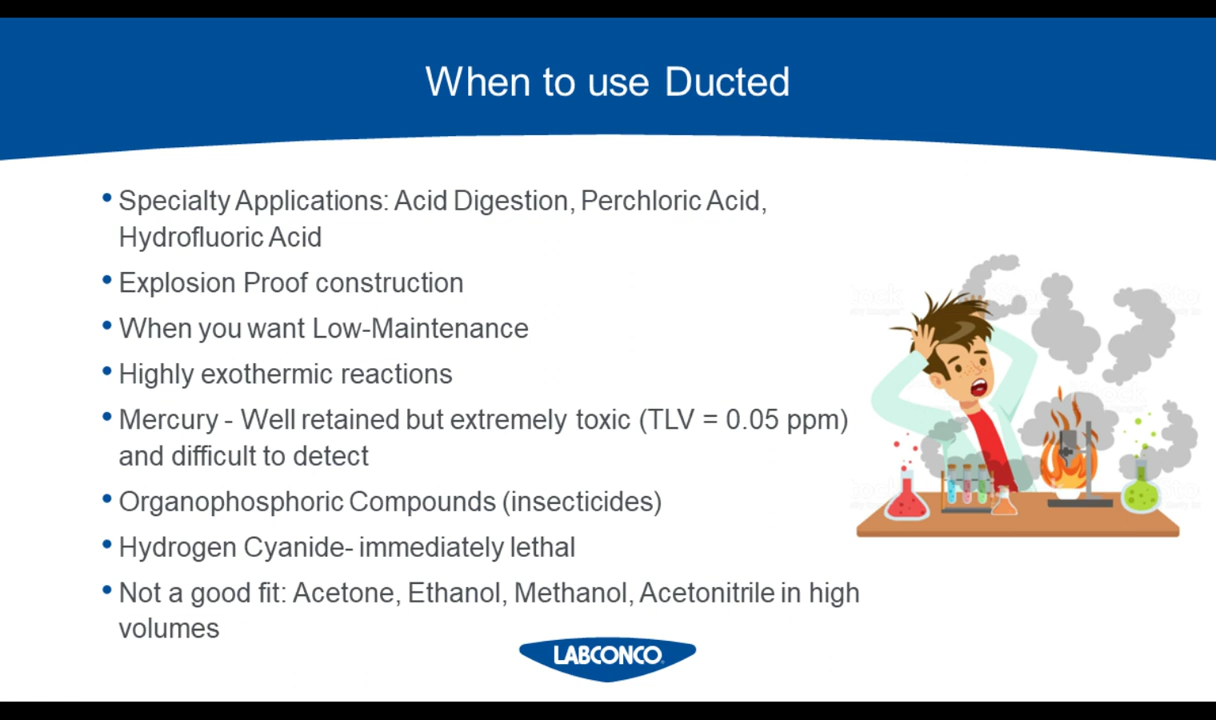 When to use Ducted
• Specialty Applications: Acid Digestion, Perchloric Acid,
Hydrofluoric Acid
• Explosion Proof construction
• When you want Low-Maintenance
• Highly exothermic reactions
• Mercury - Well retained but extremely toxic (TLV = 0.05 ppm)
and difficult to detect
• Organophosphoric Compounds (insecticides)
• Hydrogen Cyanide- immediately lethal
• Not a good fit: Acetone, Ethanol, Methanol, Acetonitrile in high
volumes
LABCONCO